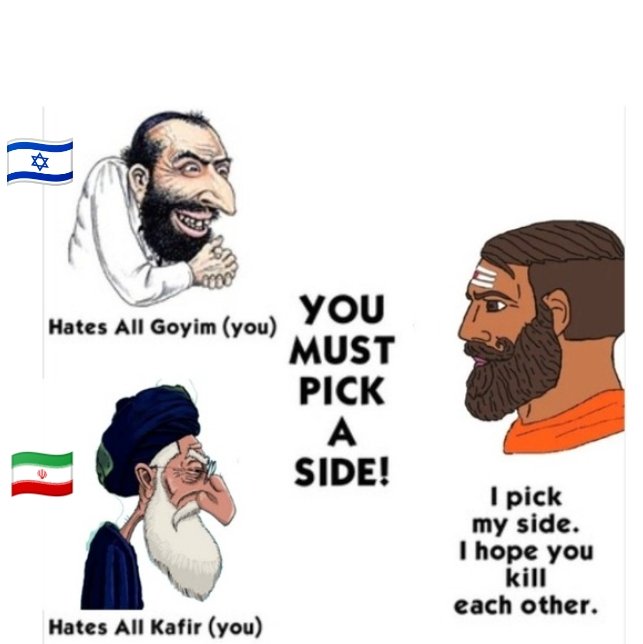 Hates All Goyim (you)
YOU
MUST
PICK
A
SIDE!
Hates All Kafir (you)
I pick
my side.
I hope you
kill
each other.